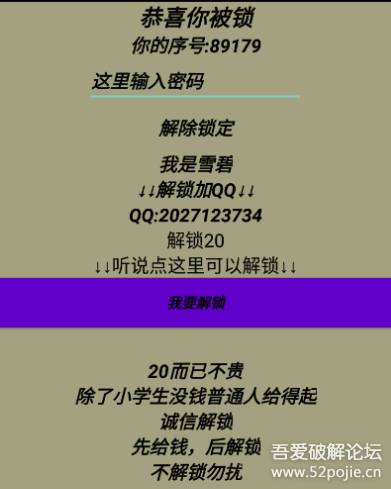 恭喜你被锁
你的序号:89179
这里输入密码
解除锁定
我是雪碧
↓↓解锁加QQ↓↓
QQ:2027123734
解锁20
↓↓听说点这里可以解锁↓↓
我要解锁
20而已不贵
除了小学生没钱普通人给得起
诚信解锁
先给钱，后解锁
不解锁勿扰
吾爱破解论坛
www.52pojie.cn